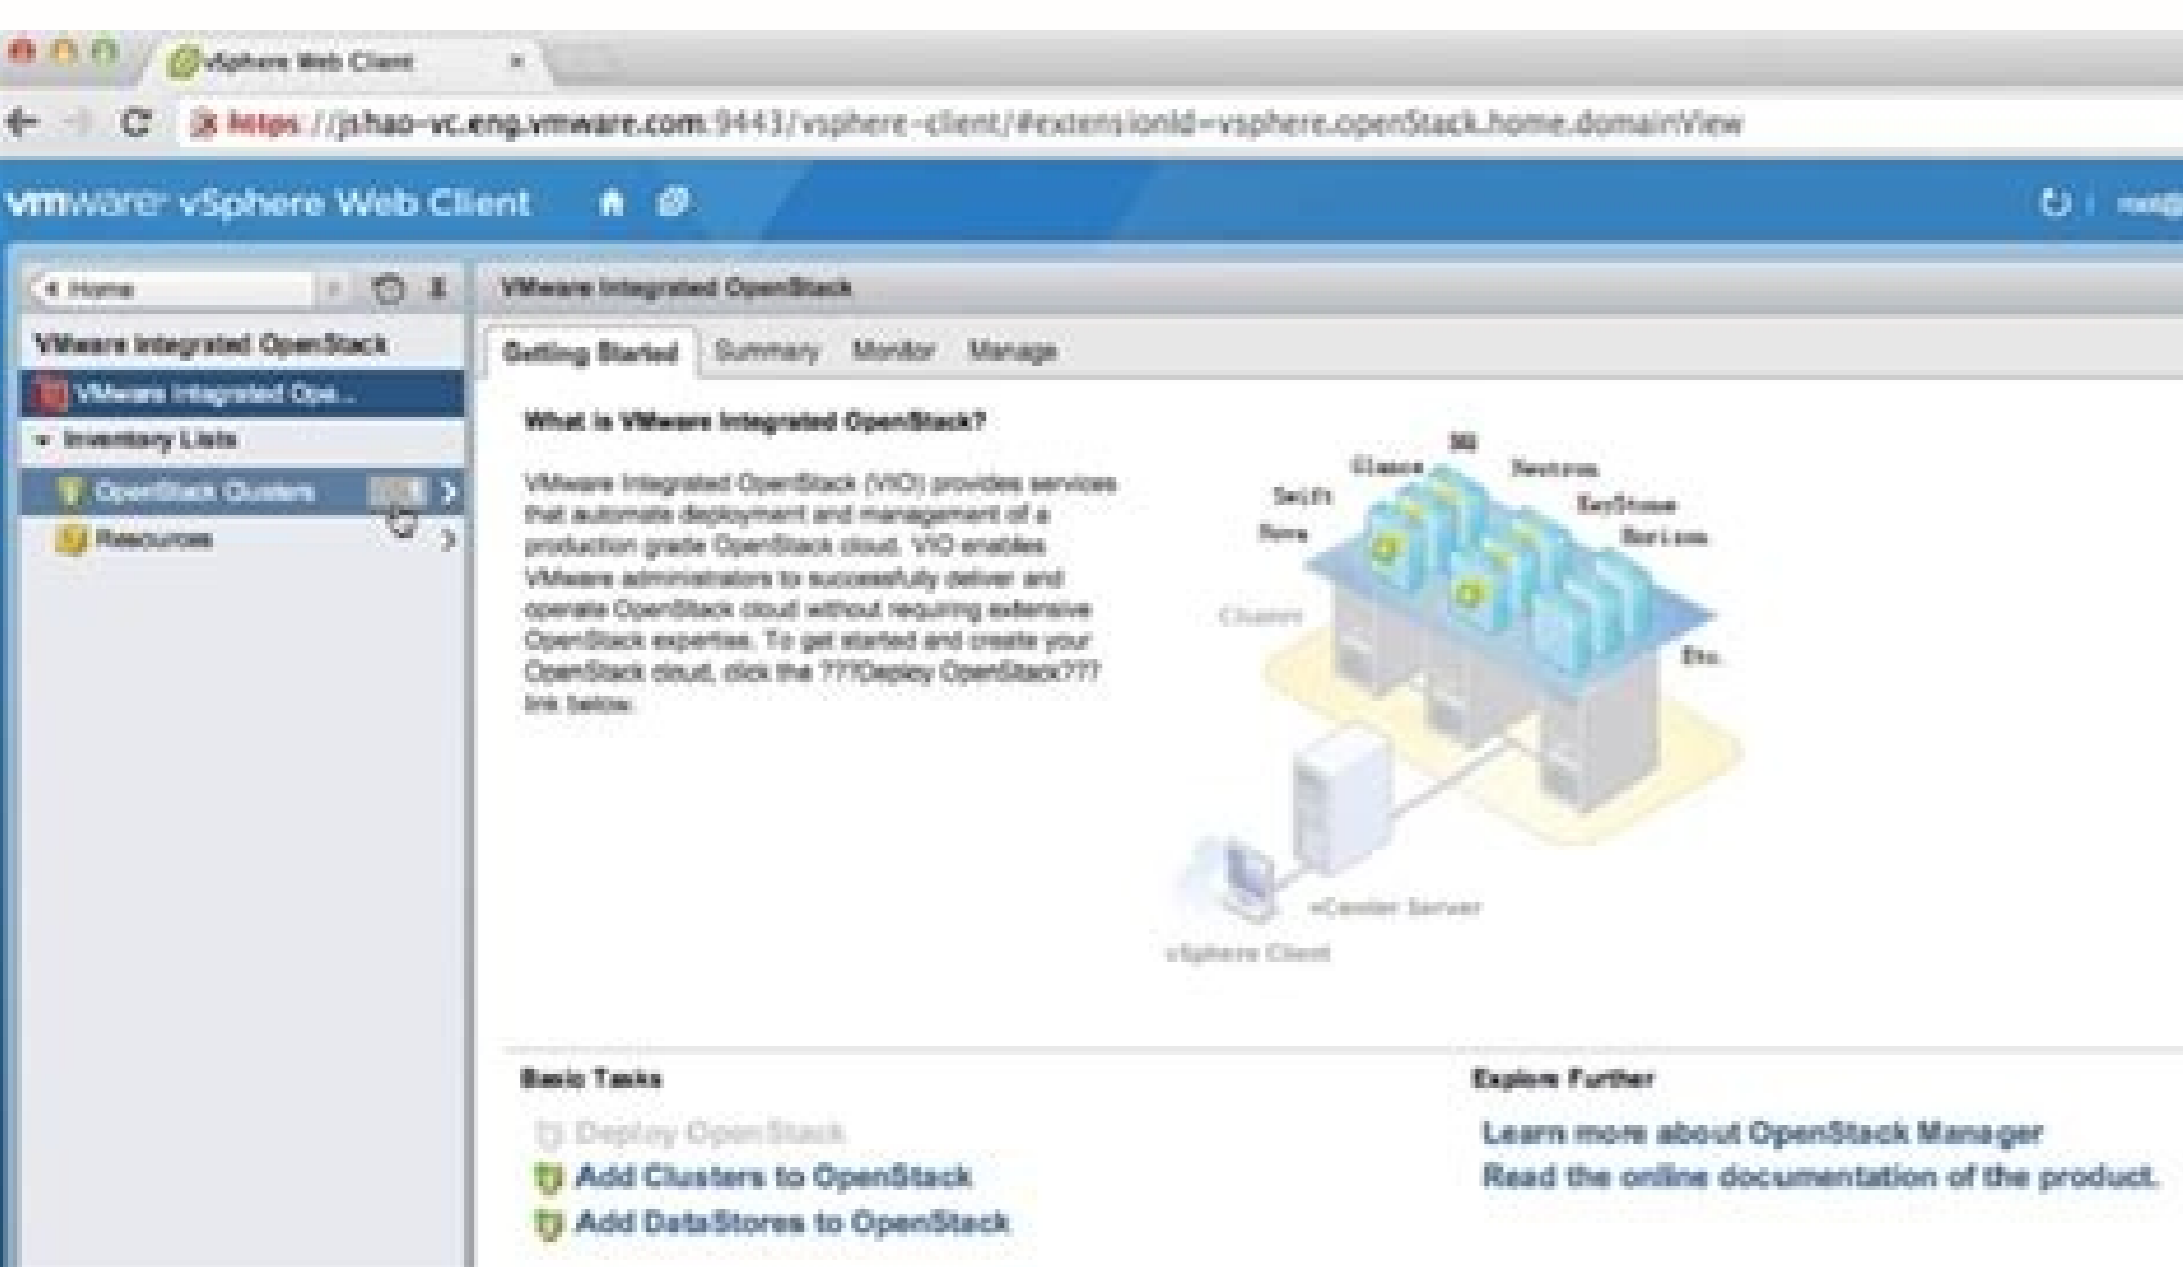 vSphere Web Client
https://jshao-vc.eng.vmware.com:9443/vsphere-client/#extensionId=vsphere.openStack.home.domainView
vmware vSphere Web Client
Home
VMware Integrated OpenStack
VMware Integrated OpenStack
VMware Integrated Ope...
Getting Started Summary Monitor Manage
Inventory Lists
OpenStack Clusters
Resources
What is VMware Integrated OpenStack?
VMware Integrated OpenStack (VIO) provides services
that automate deployment and management of a
production grade OpenStack cloud. VIO enables
VMware administrators to successfully deliver and
operate OpenStack cloud without requiring extensive
OpenStack expertise. To get started and create your
OpenStack cloud, click the ???Deploy OpenStack???
link below.
Glance
Neutron
Swift
KeyStone
Nova
Horizon
Cluster
Etc.
vCenter Server
vSphere Client
Basic Tasks
Deploy OpenStack
Add Clusters to OpenStack
Add DataStores to OpenStack
Explore Further
Learn more about OpenStack Manager
Read the online documentation of the product.